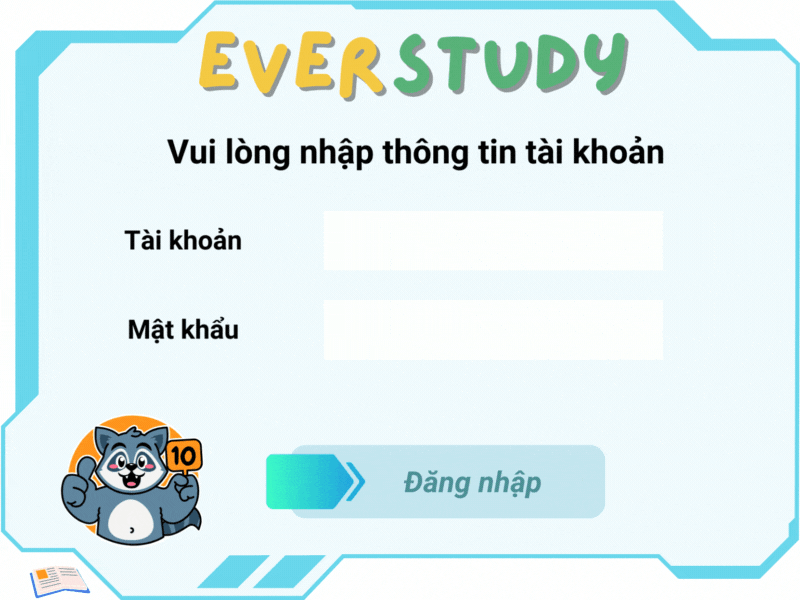 EVERSTUDY
Vui lòng nhập thông tin tài khoản
Tài khoản
Mật khẩu
10
Đăng nhập